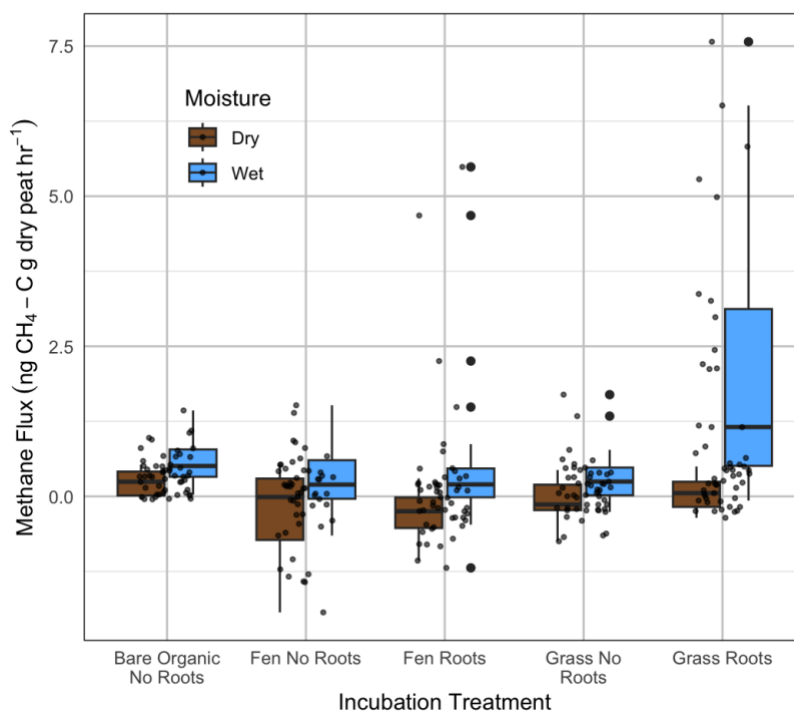 7.5
5.0
2.5
0.0
Methane Flux (ng CH₄ − C g dry peat hr⁻¹)
Moisture
Dry
Wet
Bare Organic
No Roots
Fen No Roots
Fen Roots
Grass No
Roots
Grass Roots
Incubation Treatment